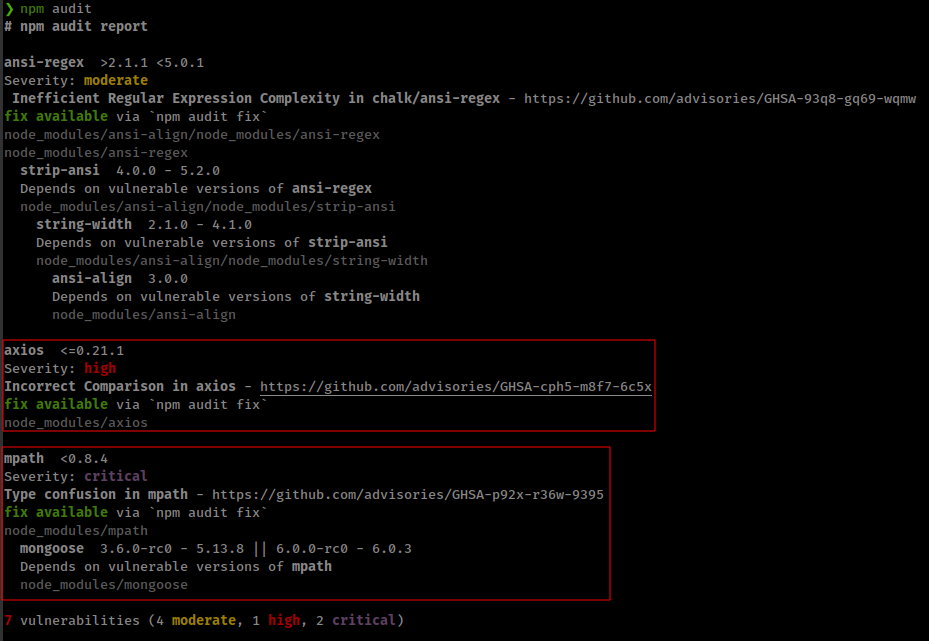 ❯ npm audit
# npm audit report
ansi-regex  >2.1.1 <5.0.1
Severity: moderate
 Inefficient Regular Expression Complexity in chalk/ansi-regex - https://github.com/advisories/GHSA-93q8-gq69-wqmw
fix available via `npm audit fix`
node_modules/ansi-align/node_modules/ansi-regex
node_modules/ansi-regex
  strip-ansi  4.0.0 - 5.2.0
  Depends on vulnerable versions of ansi-regex
  node_modules/ansi-align/node_modules/strip-ansi
    string-width  2.1.0 - 4.1.0
    Depends on vulnerable versions of strip-ansi
    node_modules/ansi-align/node_modules/string-width
      ansi-align  3.0.0
      Depends on vulnerable versions of string-width
      node_modules/ansi-align
axios  <=0.21.1
Severity: high
Incorrect Comparison in axios - https://github.com/advisories/GHSA-cph5-m8f7-6c5x
fix available via `npm audit fix`
node_modules/axios
mpath  <0.8.4
Severity: critical
Type confusion in mpath - https://github.com/advisories/GHSA-p92x-r36w-9395
fix available via `npm audit fix`
node_modules/mpath
  mongoose  3.6.0-rc0 - 5.13.8 || 6.0.0-rc0 - 6.0.3
  Depends on vulnerable versions of mpath
  node_modules/mongoose
7 vulnerabilities (4 moderate, 1 high, 2 critical)